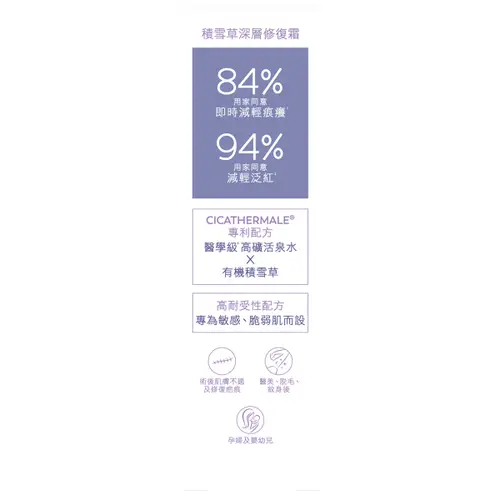 積雪草深層修復霜
84%
用家同意
即時減輕痕癢*
94%
用家同意
減輕泛紅*
CICATHERMALE®
專利配方
醫學級*高礦活泉水
X
有機積雪草
高耐受性配方
專為敏感、脆弱肌而設
術後肌膚不適
及修復疤痕
醫美、脫毛、
紋身後
孕婦及嬰幼兒